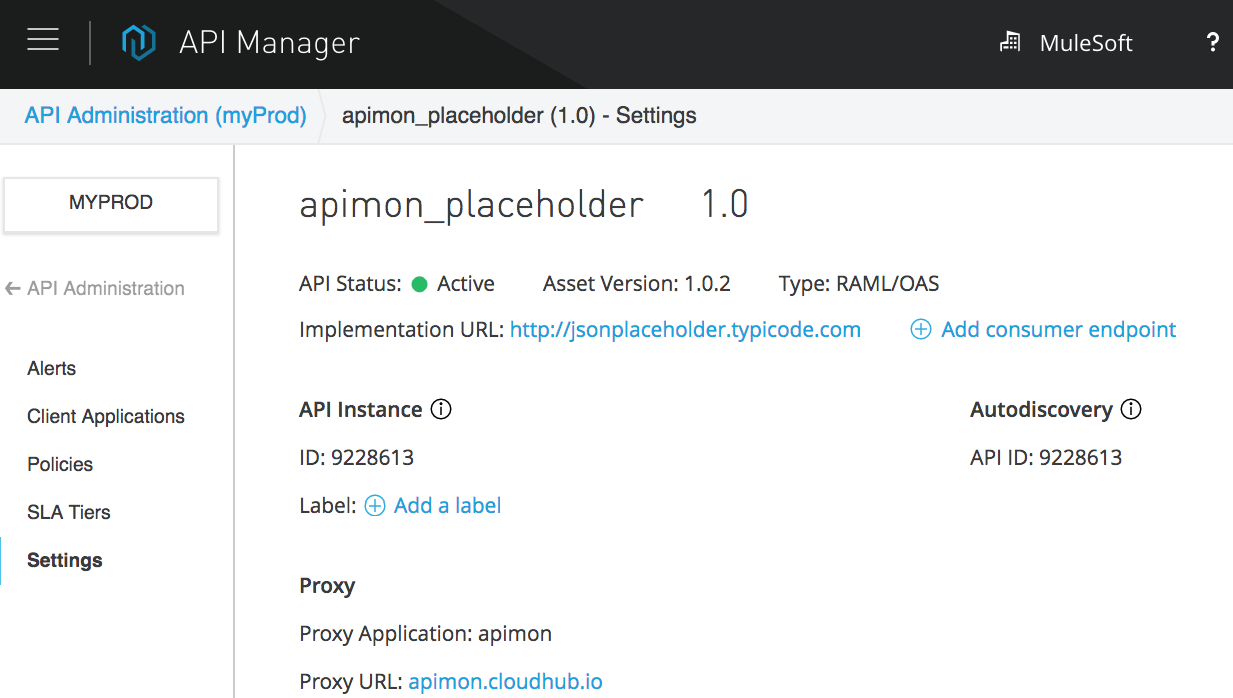 API Manager
MuleSoft
?
API Administration (myProd)
apimon_placeholder (1.0) - Settings
MYPROD
API Administration
Alerts
Client Applications
Policies
SLA Tiers
Settings
apimon_placeholder 1.0
API Status: Active Asset Version: 1.0.2 Type: RAML/OAS
Implementation URL: http://jsonplaceholder.typicode.com Add consumer endpoint
API Instance
ID: 9228613
Label: Add a label
Autodiscovery
API ID: 9228613
Proxy
Proxy Application: apimon
Proxy URL: apimon.cloudhub.io